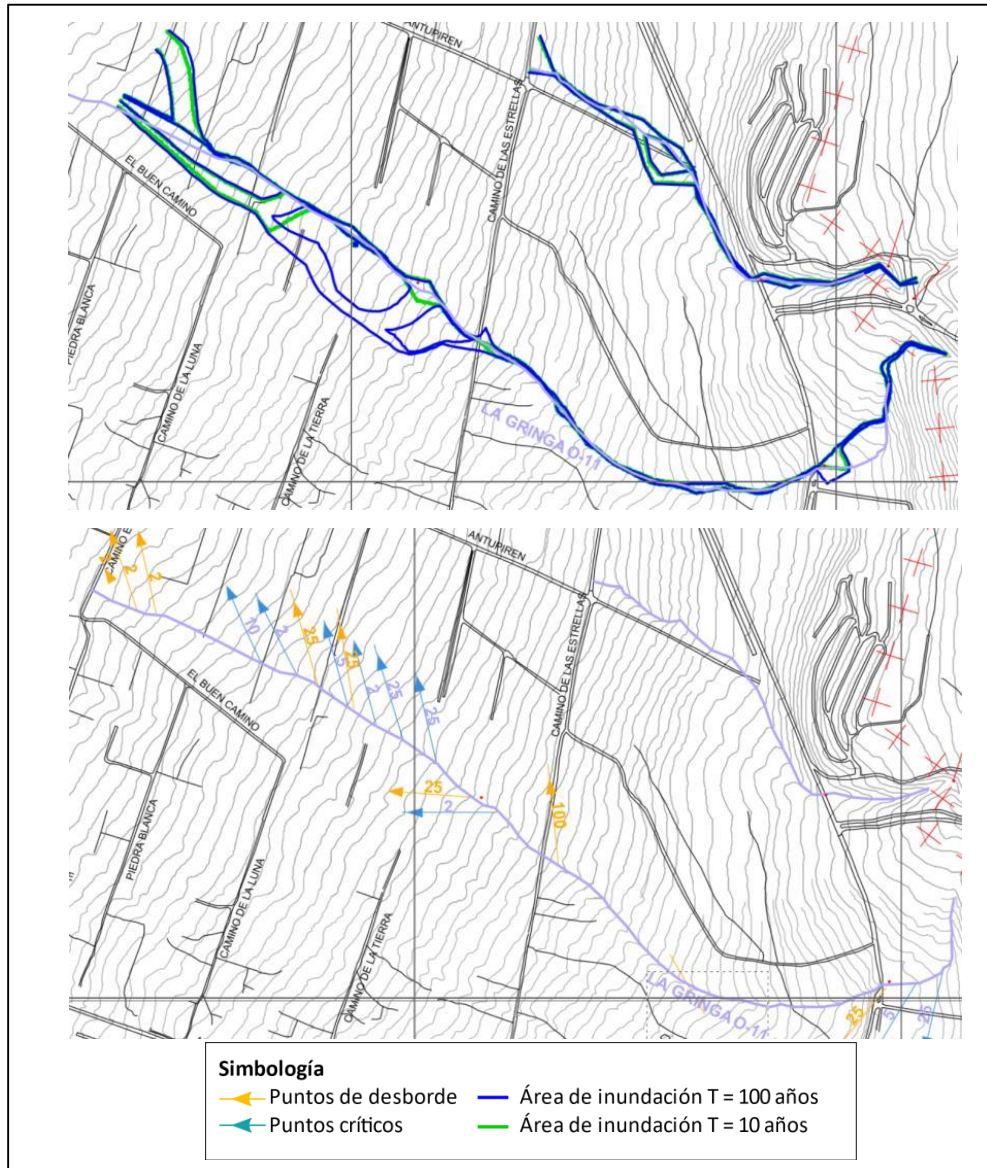 ANTUPIREN
CAMINO DE LAS ESTRELLAS
EL BUEN CAMINO
PIEDRA BLANCA
CAMINO DE LA LUNA
CAMINO DE LA TIERRA
LA GRINGA O-11
CAMINO E
ANTUPIREN
2
2
10
2
25
5
25
2
25
25
CAMINO DE LAS ESTRELLAS
EL BUEN CAMINO
25
2
100
PIEDRA BLANCA
CAMINO DE LA LUNA
CAMINO DE LA TIERRA
LA GRINGA O-11
25
5
25
Simbología
Puntos de desborde
Área de inundación T = 100 años
Puntos críticos
Área de inundación T = 10 años